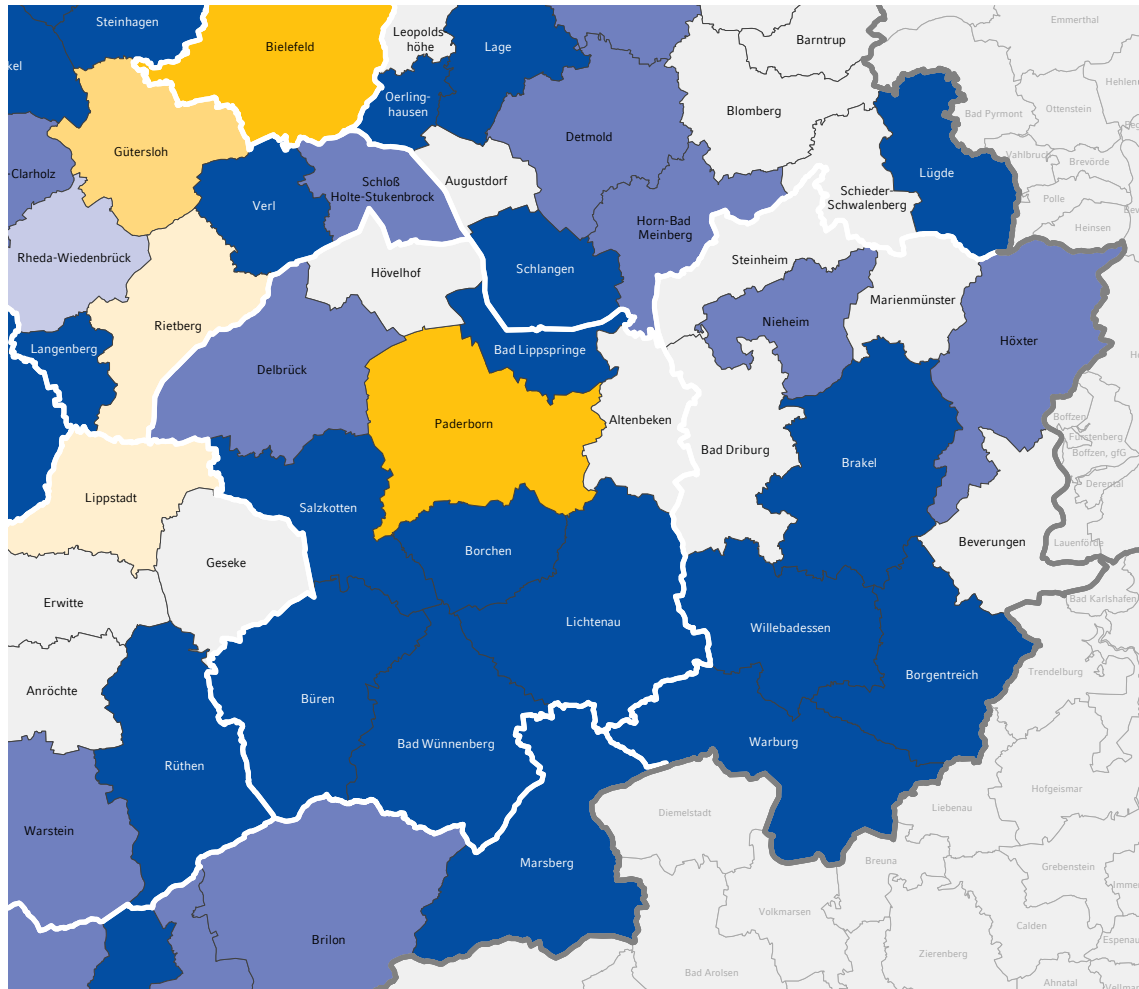 Steinhagen
Bielefeld
Leopolds
höhe
Lage
Barntrup
Emmerthal
kel
Oerling-
hausen
Blomberg
Ottenstein
Bad Pyrmont
Detmold
Gütersloh
Vahlbruch
Brevörde
-Clarholz
Schloß
Holte-Stukenbrock
Augustdorf
Lügde
Verl
Schieder-
Schwalenberg
Polle
Horn-Bad
Meinberg
Heinsen
Rheda-Wiedenbrück
Steinheim
Hövelhof
Schlangen
Marienmünster
Rietberg
Nieheim
Höxter
Langenberg
Bad Lippspringe
Delbrück
Boffzen
Paderborn
Altenbeken
Fürstenberg
Bad Driburg
Boffzen, gfG
Brakel
Derental
Lippstadt
Salzkotten
Beverungen
Lauenförde
Borchen
Geseke
Erwitte
Bad Karlshafen
Lichtenau
Willebadessen
Trendelburg
Borgentreich
Anröchte
Büren
Bad Wünnenberg
Warburg
Rüthen
Hofgeismar
Liebenau
Diemelstadt
Warstein
Marsberg
Breuna
Grebenstein
Volkmarsen
Calden
Brilon
Espenau
Zierenberg
Bad Arolsen
Ahnatal